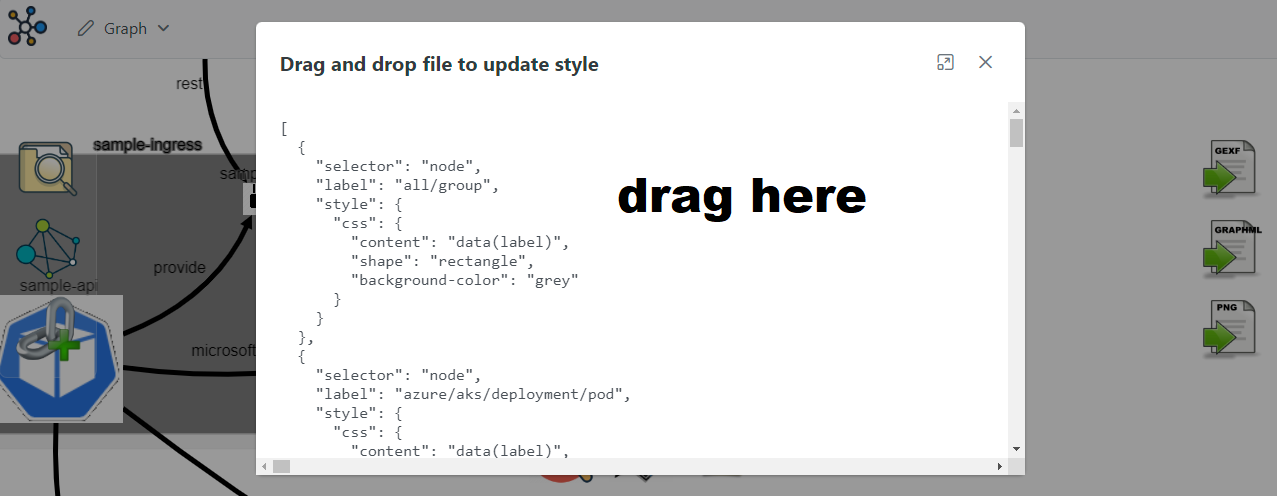 Graph
Drag and drop file to update style
rest
sample-ingress
provide
sample-api
microsoft
[
  {
    "selector": "node",
    "label": "all/group",
    "style": {
      "css": {
        "content": "data(label)",
        "shape": "rectangle",
        "background-color": "grey"
      }
    }
  },
  {
    "selector": "node",
    "label": "azure/aks/deployment/pod",
    "style": {
      "css": {
        "content": "data(label)",
drag here
GEXF
GRAPHML
PNG